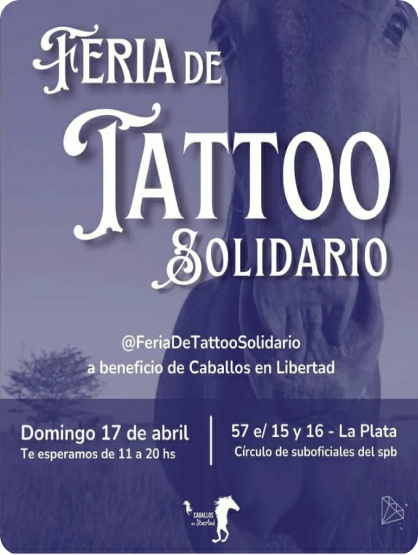 FERIA DE
TATTOO
SOLIDARIO
@FeriaDeTattooSolidario
a beneficio de Caballos en Libertad
Domingo 17 de abril
Te esperamos de 11 a 20 hs
57 e/ 15 y 16 - La Plata
Círculo de suboficiales del spb
CABALLOS
en libertad